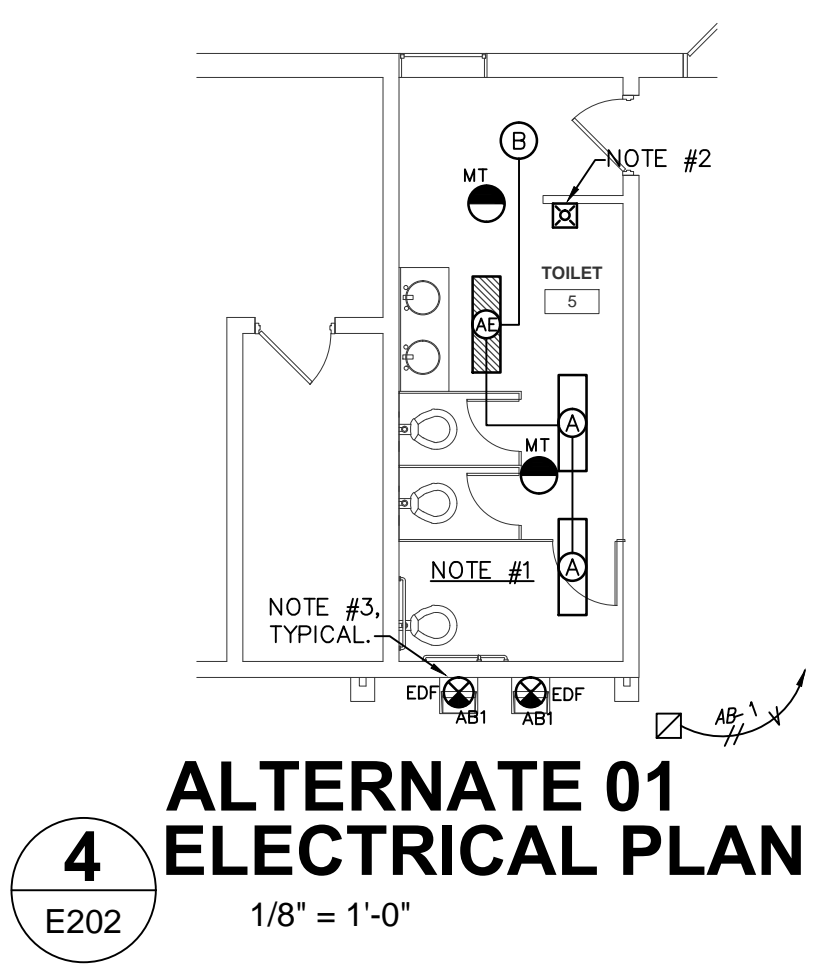 B
NOTE #2
MT
TOILET
5
AE
A
MT
A
NOTE #1
NOTE #3,
TYPICAL.
EDF
EDF
AB1
AB1
AB-1
ALTERNATE 01
ELECTRICAL PLAN
4
E202
1/8" = 1'-0"